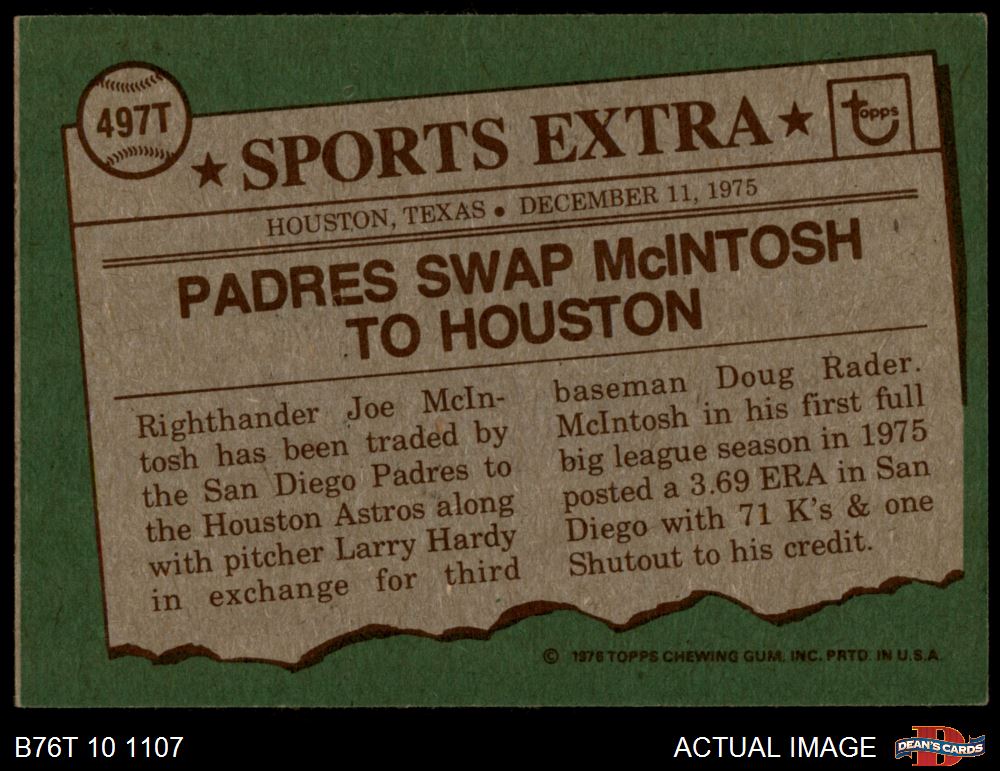 497T
★ SPORTS EXTRA ★
topps
HOUSTON, TEXAS • DECEMBER 11, 1975
PADRES SWAP McINTOSH
TO HOUSTON
Righthander Joe McIn-
tosh has been traded by
the San Diego Padres to
the Houston Astros along
with pitcher Larry Hardy
in exchange for third
baseman Doug Rader.
McIntosh in his first full
big league season in 1975
posted a 3.69 ERA in San
Diego with 71 K's & one
Shutout to his credit.
© 1976 TOPPS CHEWING GUM, INC. PRTD. IN U.S.A.
B76T 10 1107
ACTUAL IMAGE
DEAN'S CARDS